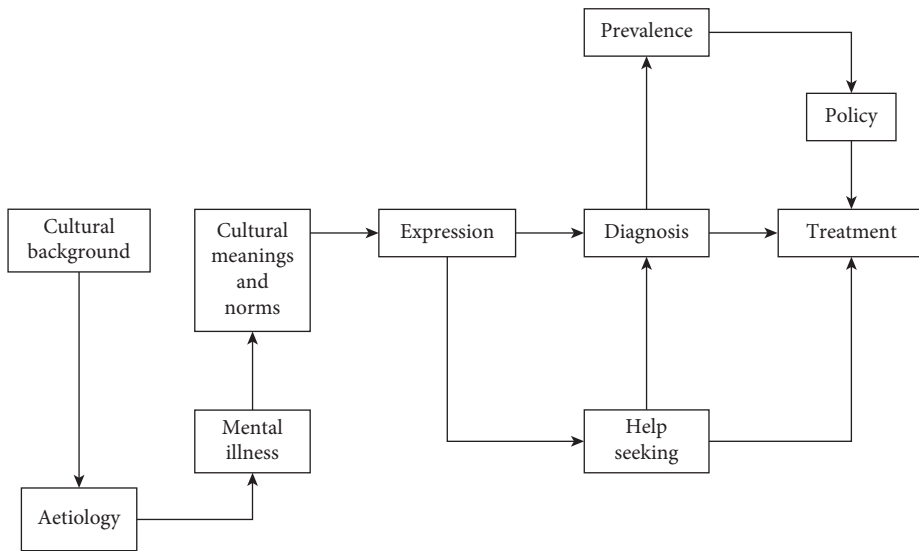 Prevalence
Policy
Cultural
background
Cultural
meanings
and
norms
Expression
Diagnosis
Treatment
Mental
illness
Help
seeking
Aetiology